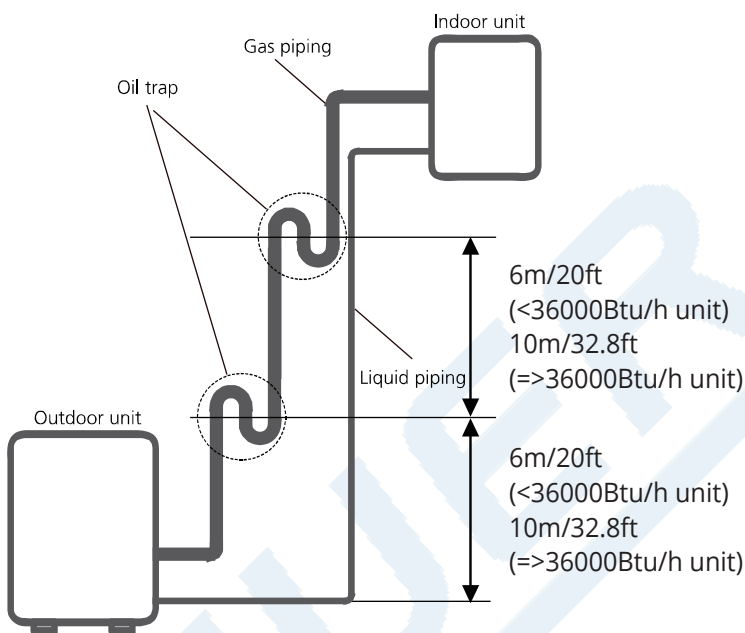 Indoor unit
Gas piping
Oil trap
6m/20ft
(<36000Btu/h unit)
10m/32.8ft
(=>36000Btu/h unit)
Liquid piping
Outdoor unit
6m/20ft
(<36000Btu/h unit)
10m/32.8ft
(=>36000Btu/h unit)